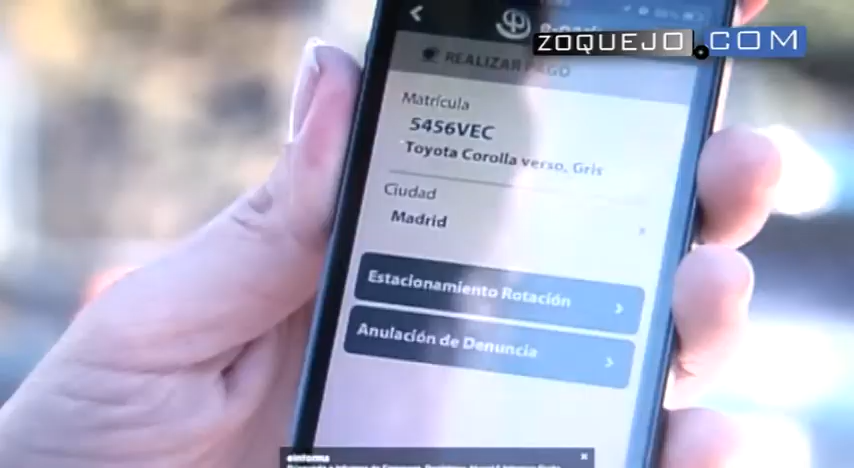 ZOQUEJO.COM
REALIZAR PAGO
Matrícula
5456VEC
Toyota Corolla verso, Gris
Ciudad
Madrid
Estacionamiento Rotación
Anulación de Denuncia
einforma